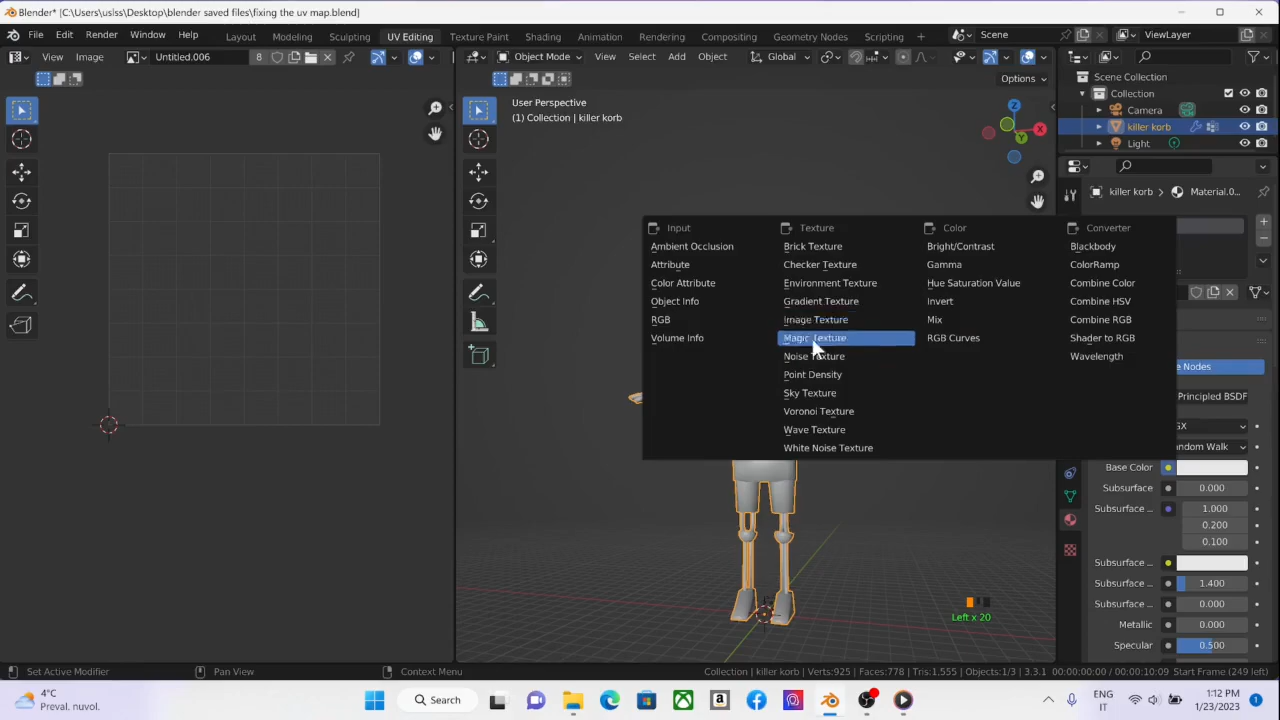 Blender* [C:\Users\uslss\Desktop\blender saved files\fixing the uv map.blend]
File Edit Render Window Help Layout Modeling Sculpting UV Editing Texture Paint Shading Animation Rendering Compositing Geometry Nodes Scripting Scene ViewLayer
View Image Untitled.006 8 Object Mode View Select Add Object Global
Options
User Perspective
(1) Collection | killer korb
Scene Collection
Collection
Camera
killer korb
Light
killer korb Material.0...
Input
Ambient Occlusion
Attribute
Color Attribute
Object Info
RGB
Volume Info
Texture
Brick Texture
Checker Texture
Environment Texture
Gradient Texture
Image Texture
Magic Texture
Noise Texture
Point Density
Sky Texture
Voronoi Texture
Wave Texture
White Noise Texture
Color
Bright/Contrast
Gamma
Hue Saturation Value
Invert
Mix
RGB Curves
Converter
Blackbody
ColorRamp
Combine Color
Combine HSV
Combine RGB
Shader to RGB
Wavelength
Z
X
Y
e Nodes
Principled BSDF
GX
andom Walk
Base Color
Subsurface 0.000
Subsurface ... 1.000
0.200
0.100
Subsurface ...
Subsurface ... 1.400
Subsurface ... 0.000
Metallic 0.000
Specular 0.500
Left x 20
Set Active Modifier Pan View Context Menu Collection | killer korb | Verts:925 | Faces:778 | Tris:1.555 | Objects:1/3 | 3.3.1 00:00:00:00 / 00:00:10:09 Start Frame (249 left)
4°C
Preval. nuvol.
Search
ENG
IT
1:12 PM
1/23/2023